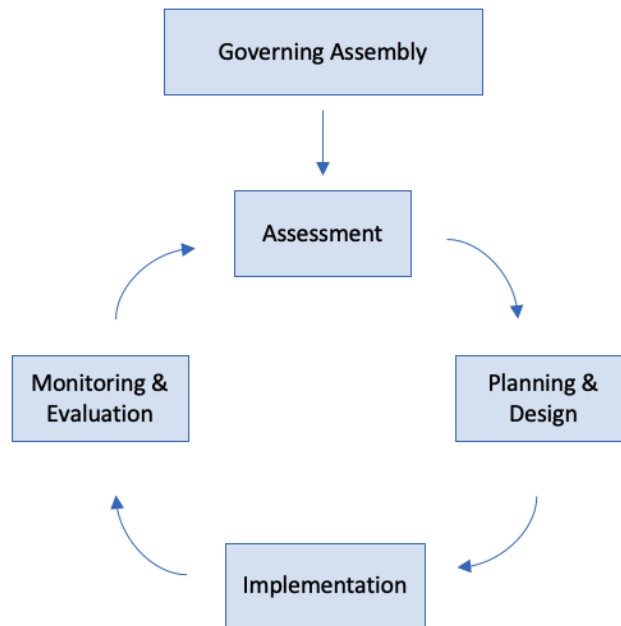 Governing Assembly
Assessment
Monitoring &
Evaluation
Planning &
Design
Implementation